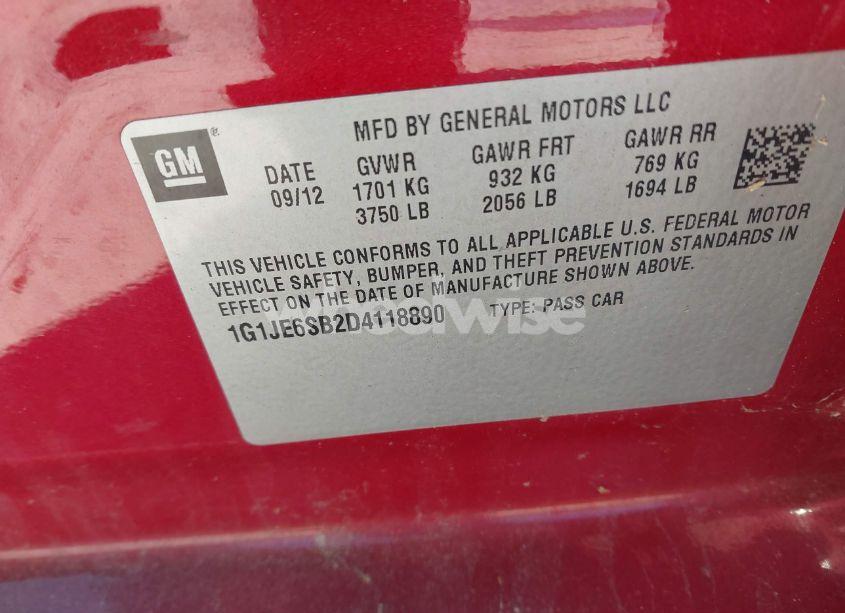 MFD BY GENERAL MOTORS LLC
GM®
DATE GVWR GAWR FRT GAWR RR
09/12 1701 KG 932 KG 769 KG
3750 LB 2056 LB 1694 LB
THIS VEHICLE CONFORMS TO ALL APPLICABLE U.S. FEDERAL MOTOR
VEHICLE SAFETY, BUMPER, AND THEFT PREVENTION STANDARDS IN
EFFECT ON THE DATE OF MANUFACTURE SHOWN ABOVE.
1G1JE6SB2D4118890 TYPE: PASS CAR
wheelwise